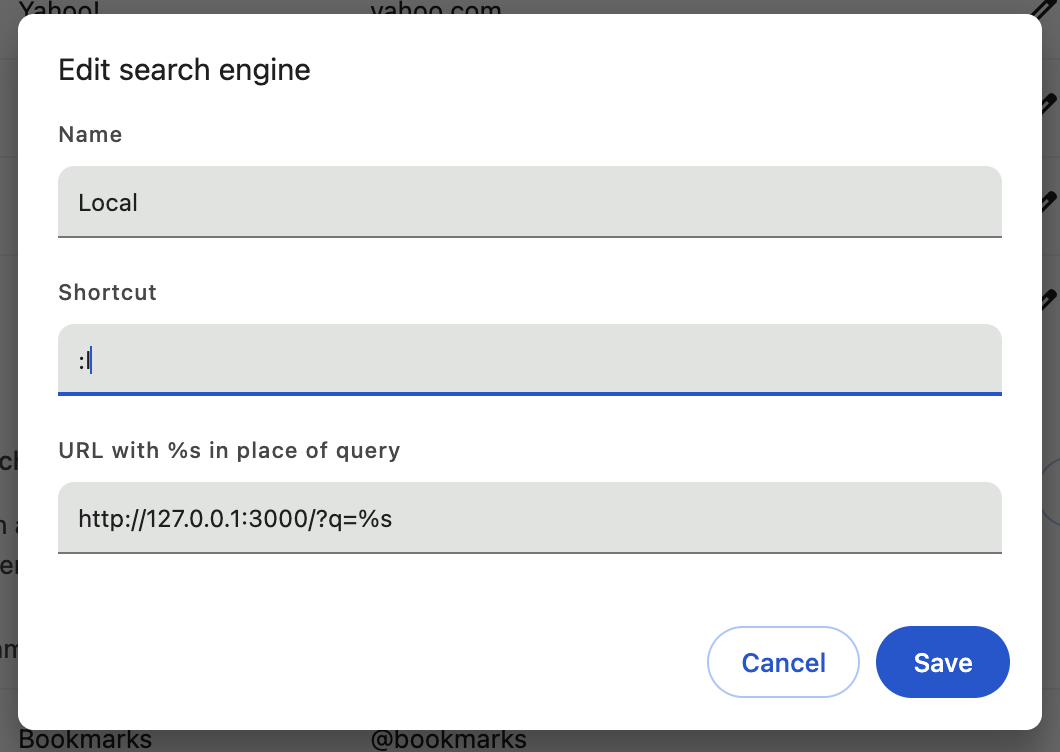 Yahoo!
yahoo.com
Edit search engine
Name
Local
Shortcut
:l
URL with %s in place of query
http://127.0.0.1:3000/?q=%s
Cancel
Save
Bookmarks
@bookmarks